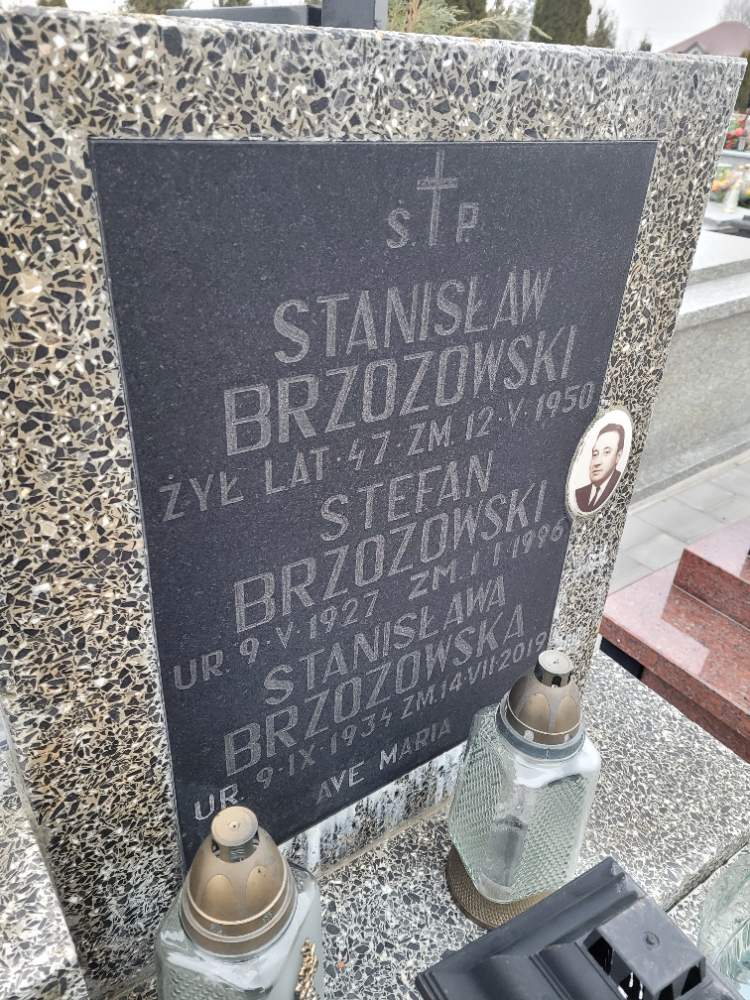 Ś. P.
STANISŁAW
BRZOZOWSKI
ŻYŁ LAT·47·ZM. 12·V·1950
STEFAN
BRZOZOWSKI
UR. 9·V·1927 ZM. 1·I·1996
STANISŁAWA
BRZOZOWSKA
UR. 9·IX·1934 ZM. 14·VII·2019
AVE MARIA